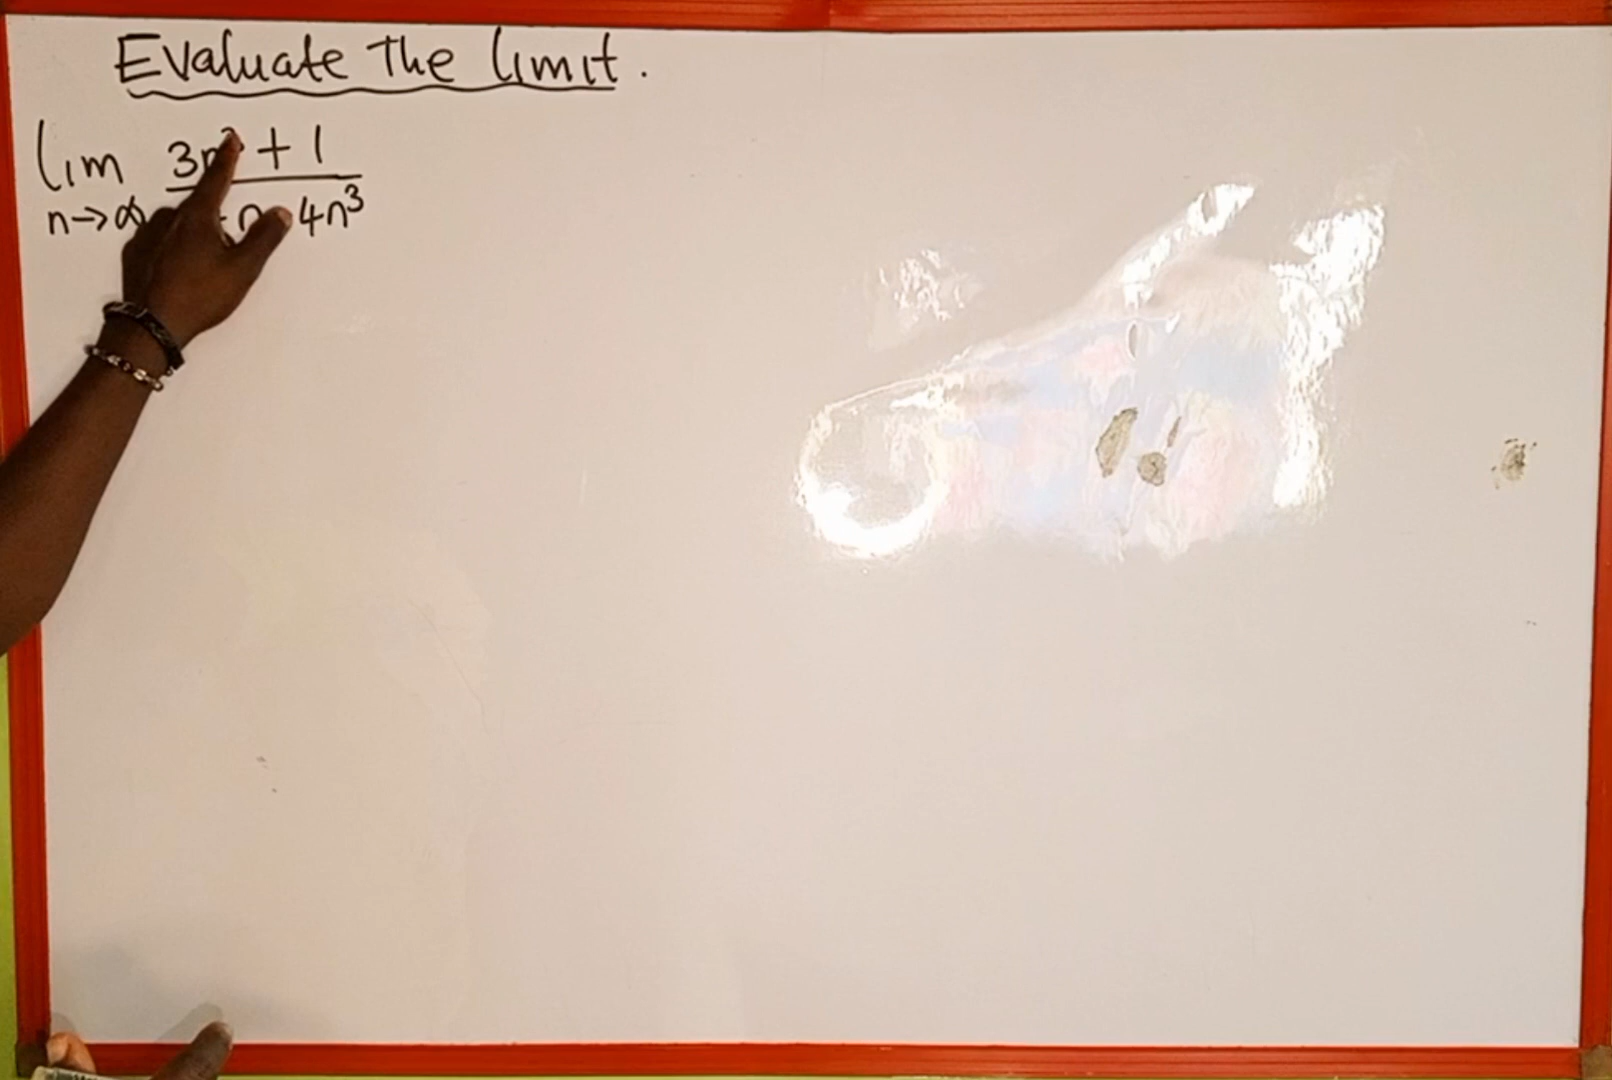 Evaluate The limit.
lim 3n + 1
n→∞ n 4n³